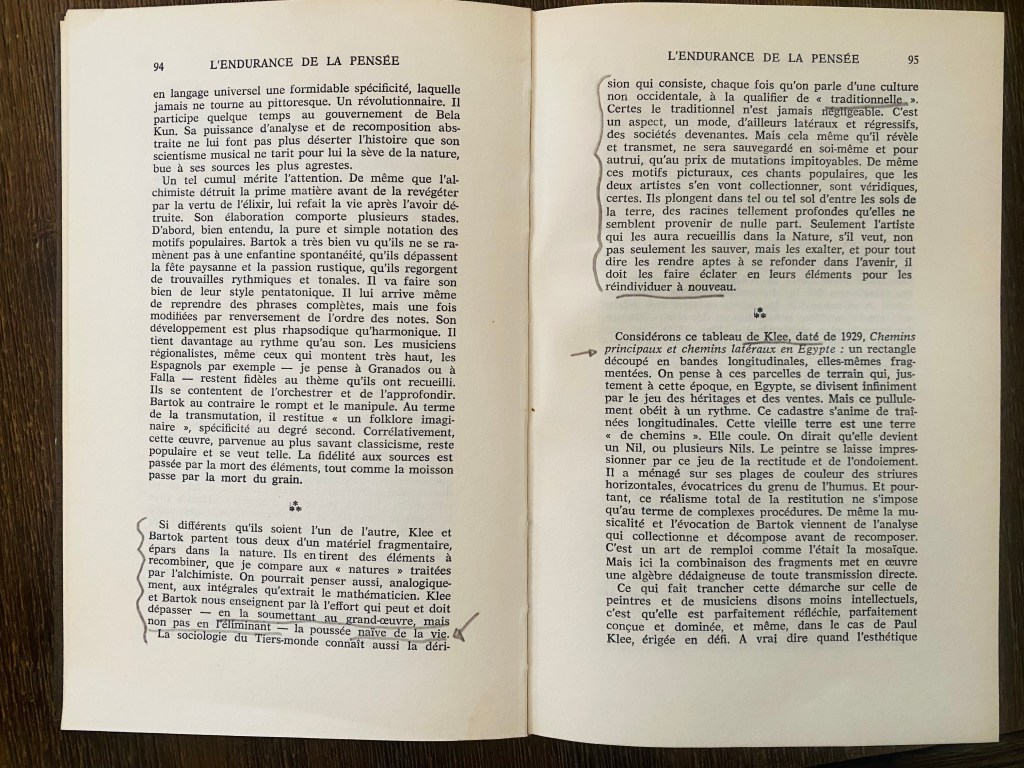 94 L'ENDURANCE DE LA PENSÉE
en langage universel une formidable spécificité, laquelle
jamais ne tourne au pittoresque. Un révolutionnaire. Il
participe quelque temps au gouvernement de Bela
Kun. Sa puissance d'analyse et de recomposition abs-
traite ne lui font pas plus déserter l'histoire que son
scientisme musical ne tarit pour lui la sève de la nature,
bue à ses sources les plus agrestes.
Un tel cumul mérite l'attention. De même que l'al-
chimiste détruit la prime matière avant de la revégéter
par la vertu de l'élixir, lui refait la vie après l'avoir dé-
truite. Son élaboration comporte plusieurs stades.
D'abord, bien entendu, la pure et simple notation des
motifs populaires. Bartok a très bien vu qu'ils ne se ra-
mènent pas à une enfantine spontanéité, qu'ils dépassent
la fête paysanne et la passion rustique, qu'ils regorgent
de trouvailles rythmiques et tonales. Il va faire son
bien de leur style pentatonique. Il lui arrive même
de reprendre des phrases complètes, mais une fois
modifiées par renversement de l'ordre des notes. Son
développement est plus rhapsodique qu'harmonique. Il
tient davantage au rythme qu'au son. Les musiciens
régionalistes, même ceux qui montent très haut, les
Espagnols par exemple — je pense à Granados ou à
Falla — restent fidèles au thème qu'ils ont recueilli.
Ils se contentent de l'orchestrer et de l'approfondir.
Bartok au contraire le rompt et le manipule. Au terme
de la transmutation, il restitue « un folklore imagi-
naire », spécificité au degré second. Corrélativement,
cette œuvre, parvenue au plus savant classicisme, reste
populaire et se veut telle. La fidélité aux sources est
passée par la mort des éléments, tout comme la moisson
passe par la mort du grain.
***
Si différents qu'ils soient l'un de l'autre, Klee et
Bartok partent tous deux d'un matériel fragmentaire,
épars dans la nature. Ils en tirent des éléments à
recombiner, que je compare aux « natures » traitées
par l'alchimiste. On pourrait penser aussi, analogique-
ment, aux intégrales qu'extrait le mathématicien. Klee
et Bartok nous enseignent par là l'effort qui peut et doit
dépasser — en la soumettant au grand-œuvre, mais
non pas en l'éliminant — la poussée naïve de la vie.
La sociologie du Tiers-monde connaît aussi la déri-
L'ENDURANCE DE LA PENSÉE 95
sion qui consiste, chaque fois qu'on parle d'une culture
non occidentale, à la qualifier de « traditionnelle ».
Certes le traditionnel n'est jamais négligeable. C'est
un aspect, un mode, d'ailleurs latéraux et régressifs,
des sociétés devenantes. Mais cela même qu'il révèle
et transmet, ne sera sauvegardé en soi-même et pour
autrui, qu'au prix de mutations impitoyables. De même
ces motifs picturaux, ces chants populaires, que les
deux artistes s'en vont collectionner, sont véridiques,
certes. Ils plongent dans tel ou tel sol d'entre les sols de
la terre, des racines tellement profondes qu'elles ne
semblent provenir de nulle part. Seulement l'artiste
qui les aura recueillis dans la Nature, s'il veut, non
pas seulement les sauver, mais les exalter, et pour tout
dire les rendre aptes à se refondre dans l'avenir, il
doit les faire éclater en leurs éléments pour les
réindividuer à nouveau.
***
Considérons ce tableau de Klee, daté de 1929, Chemins
principaux et chemins latéraux en Egypte : un rectangle
découpé en bandes longitudinales, elles-mêmes frag-
mentées. On pense à ces parcelles de terrain qui, jus-
tement à cette époque, en Egypte, se divisent infiniment
par le jeu des héritages et des ventes. Mais ce pullule-
ment obéit à un rythme. Ce cadastre s'anime de traî-
nées longitudinales. Cette vieille terre est une terre
« de chemins ». Elle coule. On dirait qu'elle devient
un Nil, ou plusieurs Nils. Le peintre se laisse impres-
sionner par ce jeu de la rectitude et de l'ondoiement.
Il a ménagé sur ses plages de couleur des striures
horizontales, évocatrices du grenu de l'humus. Et pour-
tant, ce réalisme total de la restitution ne s'impose
qu'au terme de complexes procédures. De même la mu-
sicalité et l'évocation de Bartok viennent de l'analyse
qui collectionne et décompose avant de recomposer.
C'est un art de remploi comme l'était la mosaïque.
Mais ici la combinaison des fragments met en œuvre
une algèbre dédaigneuse de toute transmission directe.
Ce qui fait trancher cette démarche sur celle de
peintres et de musiciens disons moins intellectuels,
c'est qu'elle est parfaitement réfléchie, parfaitement
conçue et dominée, et même, dans le cas de Paul
Klee, érigée en défi. A vrai dire quand l'esthétique